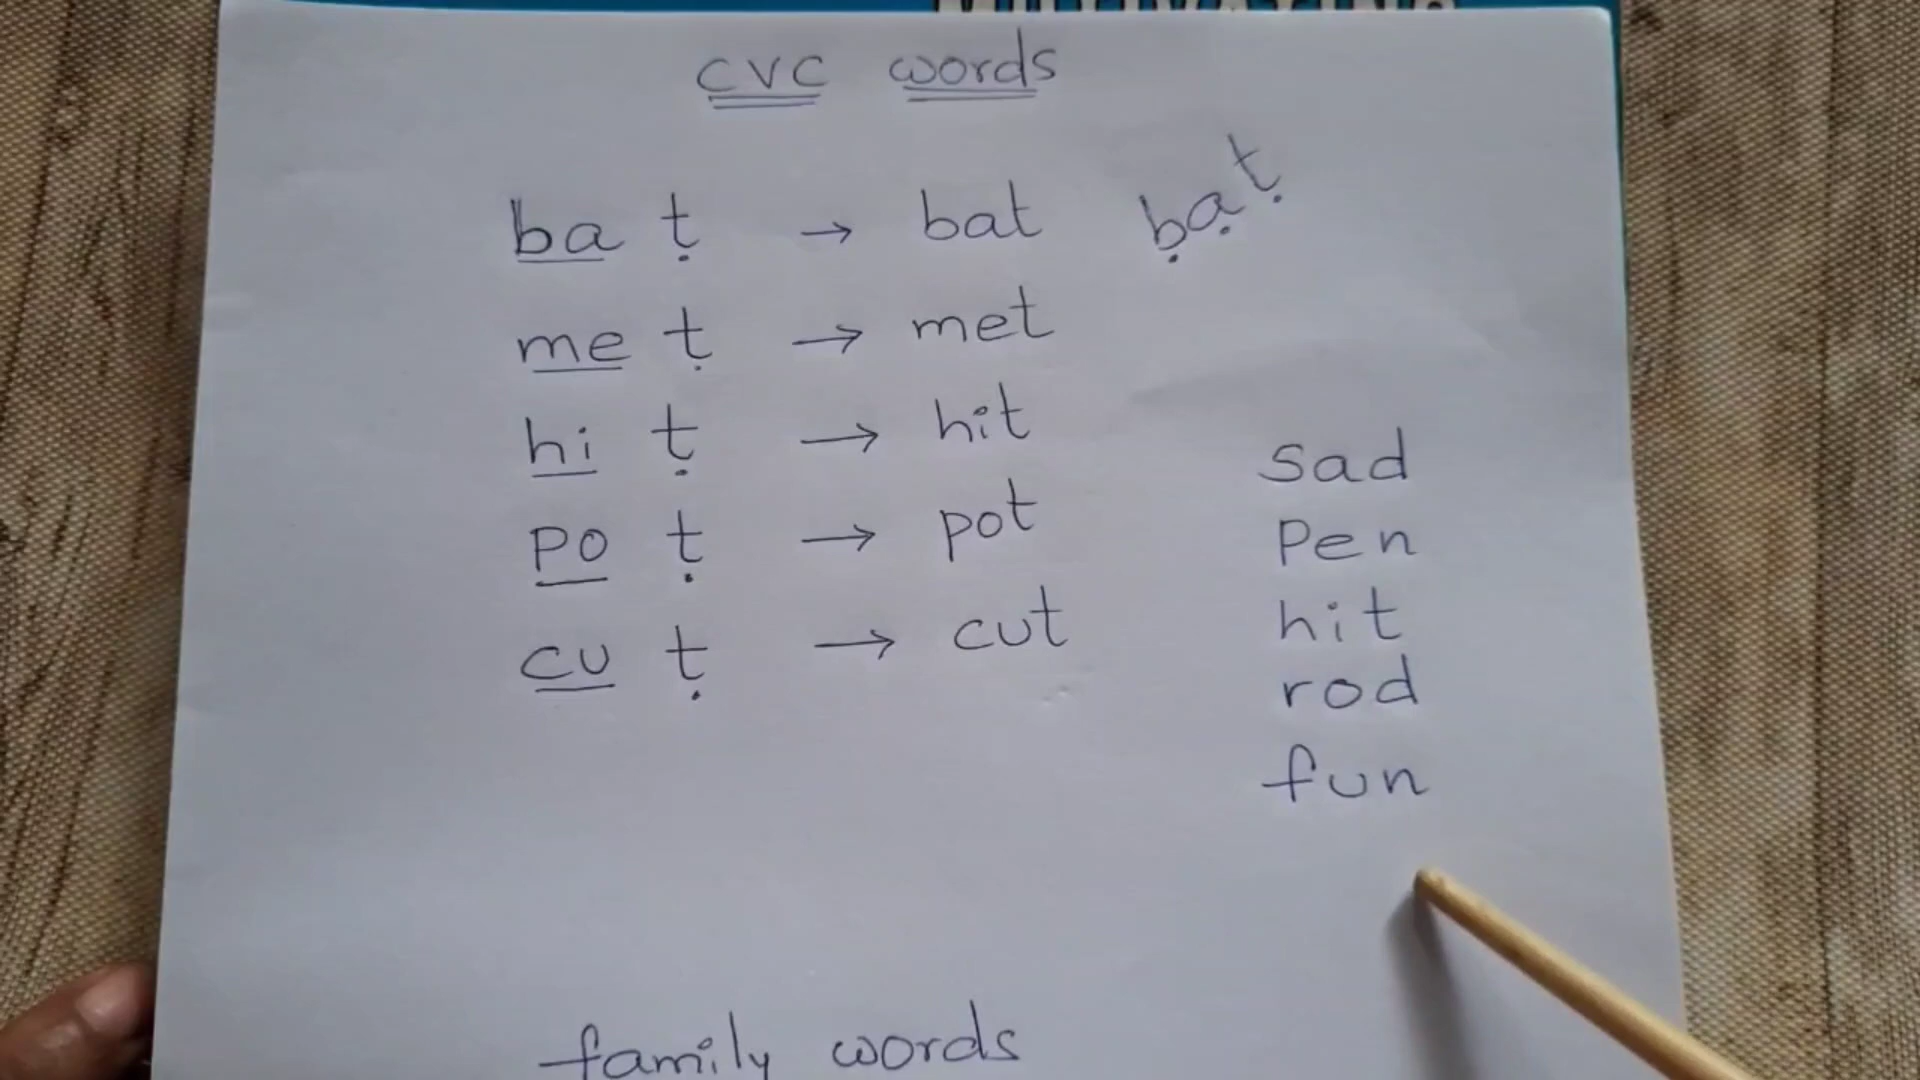 CVC words
ba t → bat bat
me t → met
hi t → hit
sad
po t → pot
Pen
hit
cu t → cut
rod
fun
family words